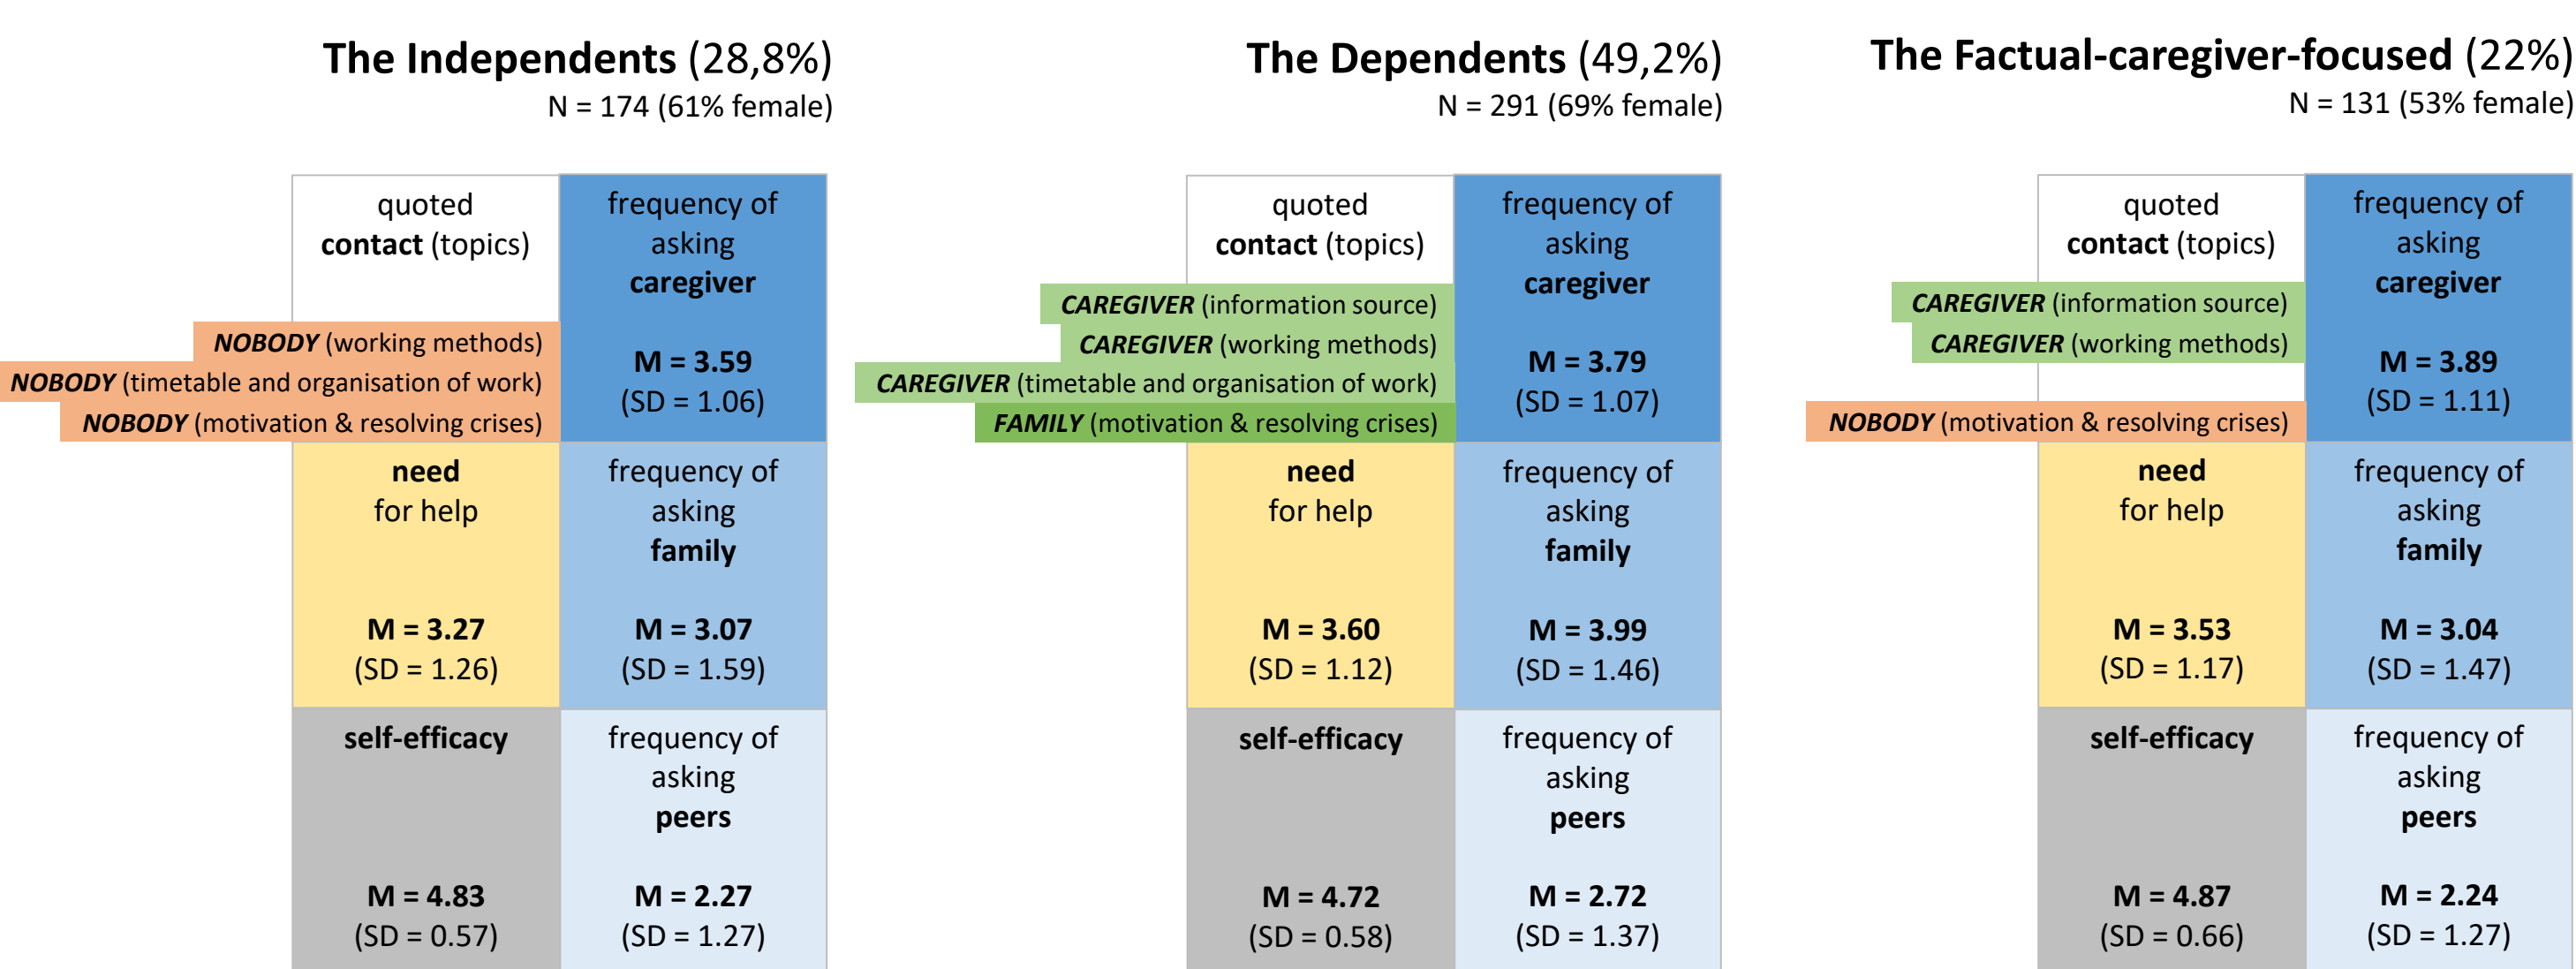 The Independents (28,8%)
N = 174 (61% female)
quoted
contact (topics)
NOBODY (working methods)
NOBODY (timetable and organisation of work)
NOBODY (motivation & resolving crises)
frequency of
asking
caregiver
M = 3.59
(SD = 1.06)
need
for help
M = 3.27
(SD = 1.26)
frequency of
asking
family
M = 3.07
(SD = 1.59)
self-efficacy
M = 4.83
(SD = 0.57)
frequency of
asking
peers
M = 2.27
(SD = 1.27)
The Dependents (49,2%)
N = 291 (69% female)
quoted
contact (topics)
CAREGIVER (information source)
CAREGIVER (working methods)
CAREGIVER (timetable and organisation of work)
FAMILY (motivation & resolving crises)
frequency of
asking
caregiver
M = 3.79
(SD = 1.07)
need
for help
M = 3.60
(SD = 1.12)
frequency of
asking
family
M = 3.99
(SD = 1.46)
self-efficacy
M = 4.72
(SD = 0.58)
frequency of
asking
peers
M = 2.72
(SD = 1.37)
The Factual-caregiver-focused (22%)
N = 131 (53% female)
quoted
contact (topics)
CAREGIVER (information source)
CAREGIVER (working methods)
NOBODY (motivation & resolving crises)
frequency of
asking
caregiver
M = 3.89
(SD = 1.11)
need
for help
M = 3.53
(SD = 1.17)
frequency of
asking
family
M = 3.04
(SD = 1.47)
self-efficacy
M = 4.87
(SD = 0.66)
frequency of
asking
peers
M = 2.24
(SD = 1.27)